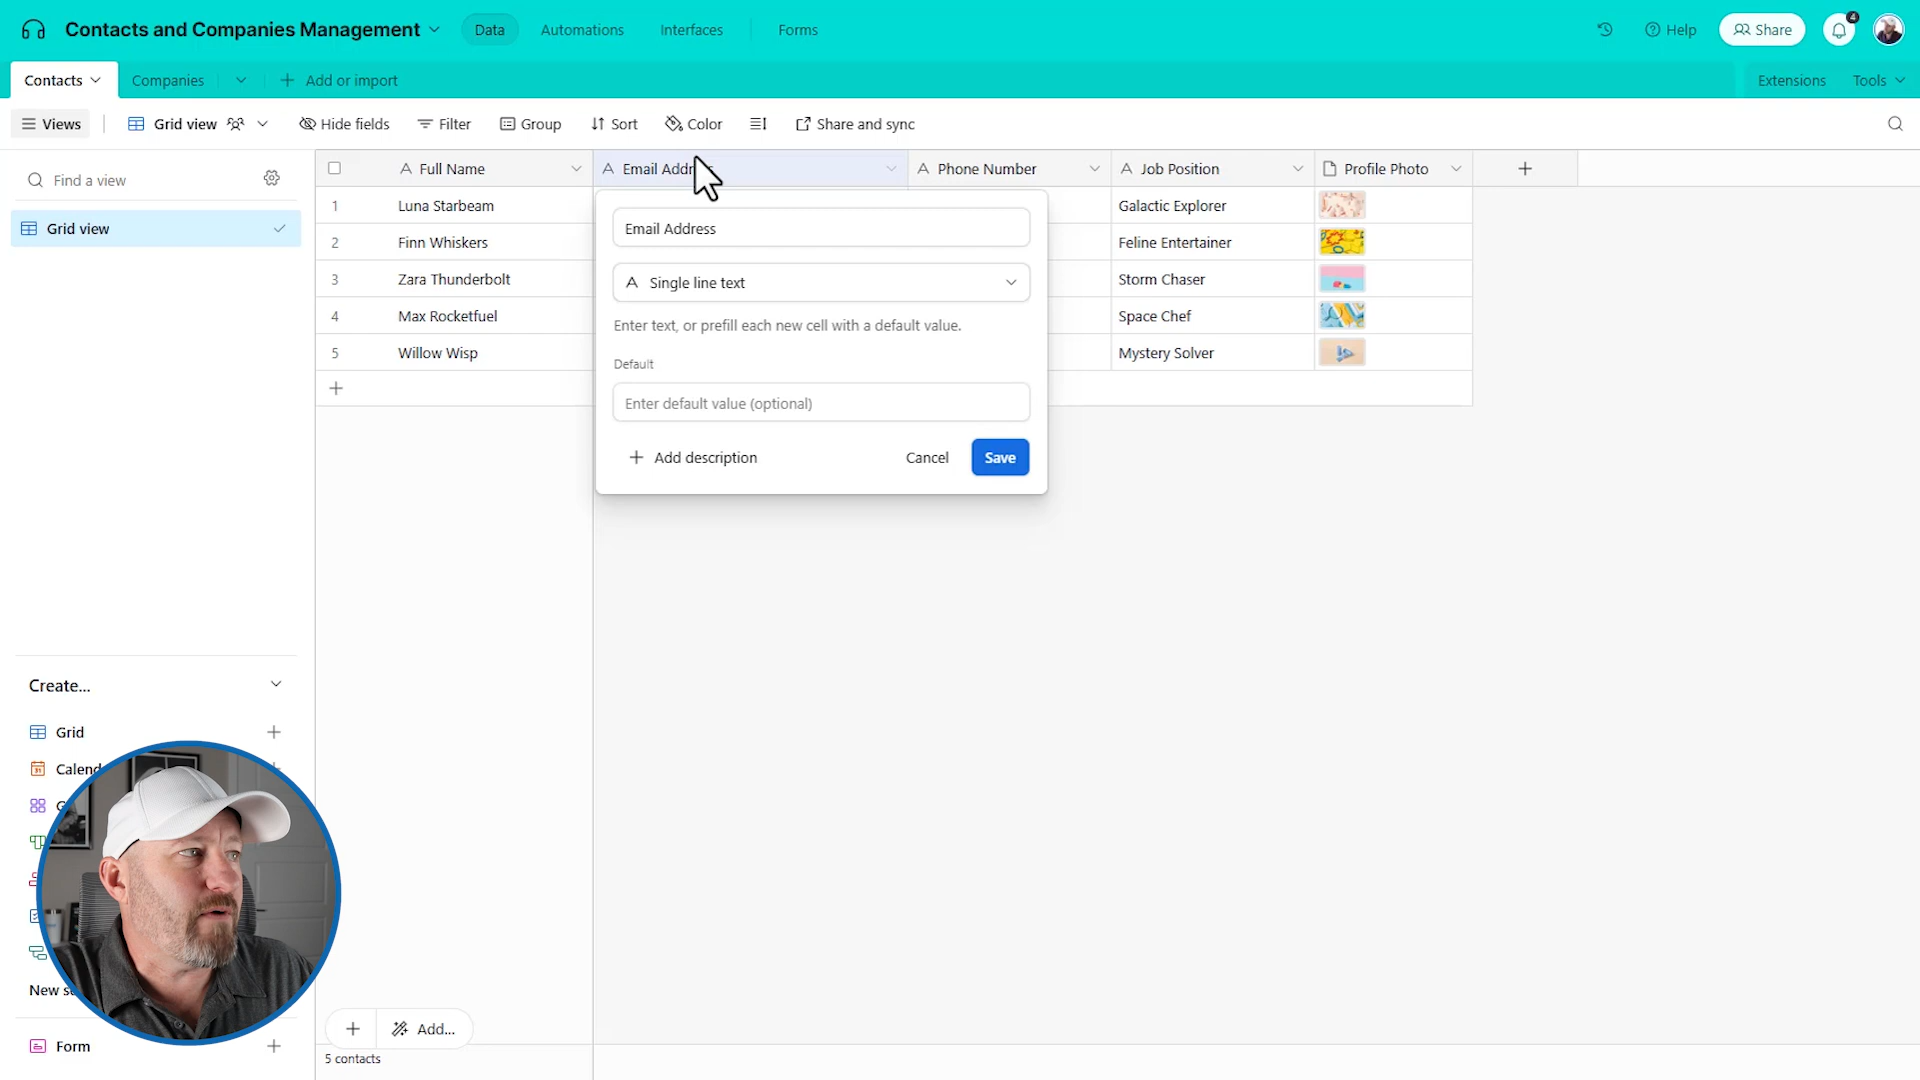 Contacts and Companies Management
Data
Automations
Interfaces
Forms
Help
Share
4
Contacts
Companies
Add or import
Extensions
Tools
Views
Grid view
Hide fields
Filter
Group
Sort
Color
Share and sync
Find a view
Grid view
Full Name
Email Addr
Phone Number
Job Position
Profile Photo
1 Luna Starbeam Galactic Explorer
2 Finn Whiskers Feline Entertainer
3 Zara Thunderbolt Storm Chaser
4 Max Rocketfuel Space Chef
5 Willow Wisp Mystery Solver
Email Address
Single line text
Enter text, or prefill each new cell with a default value.
Default
Enter default value (optional)
Add description
Cancel
Save
Create...
Grid
Calend
New s
Form
Add...
5 contacts